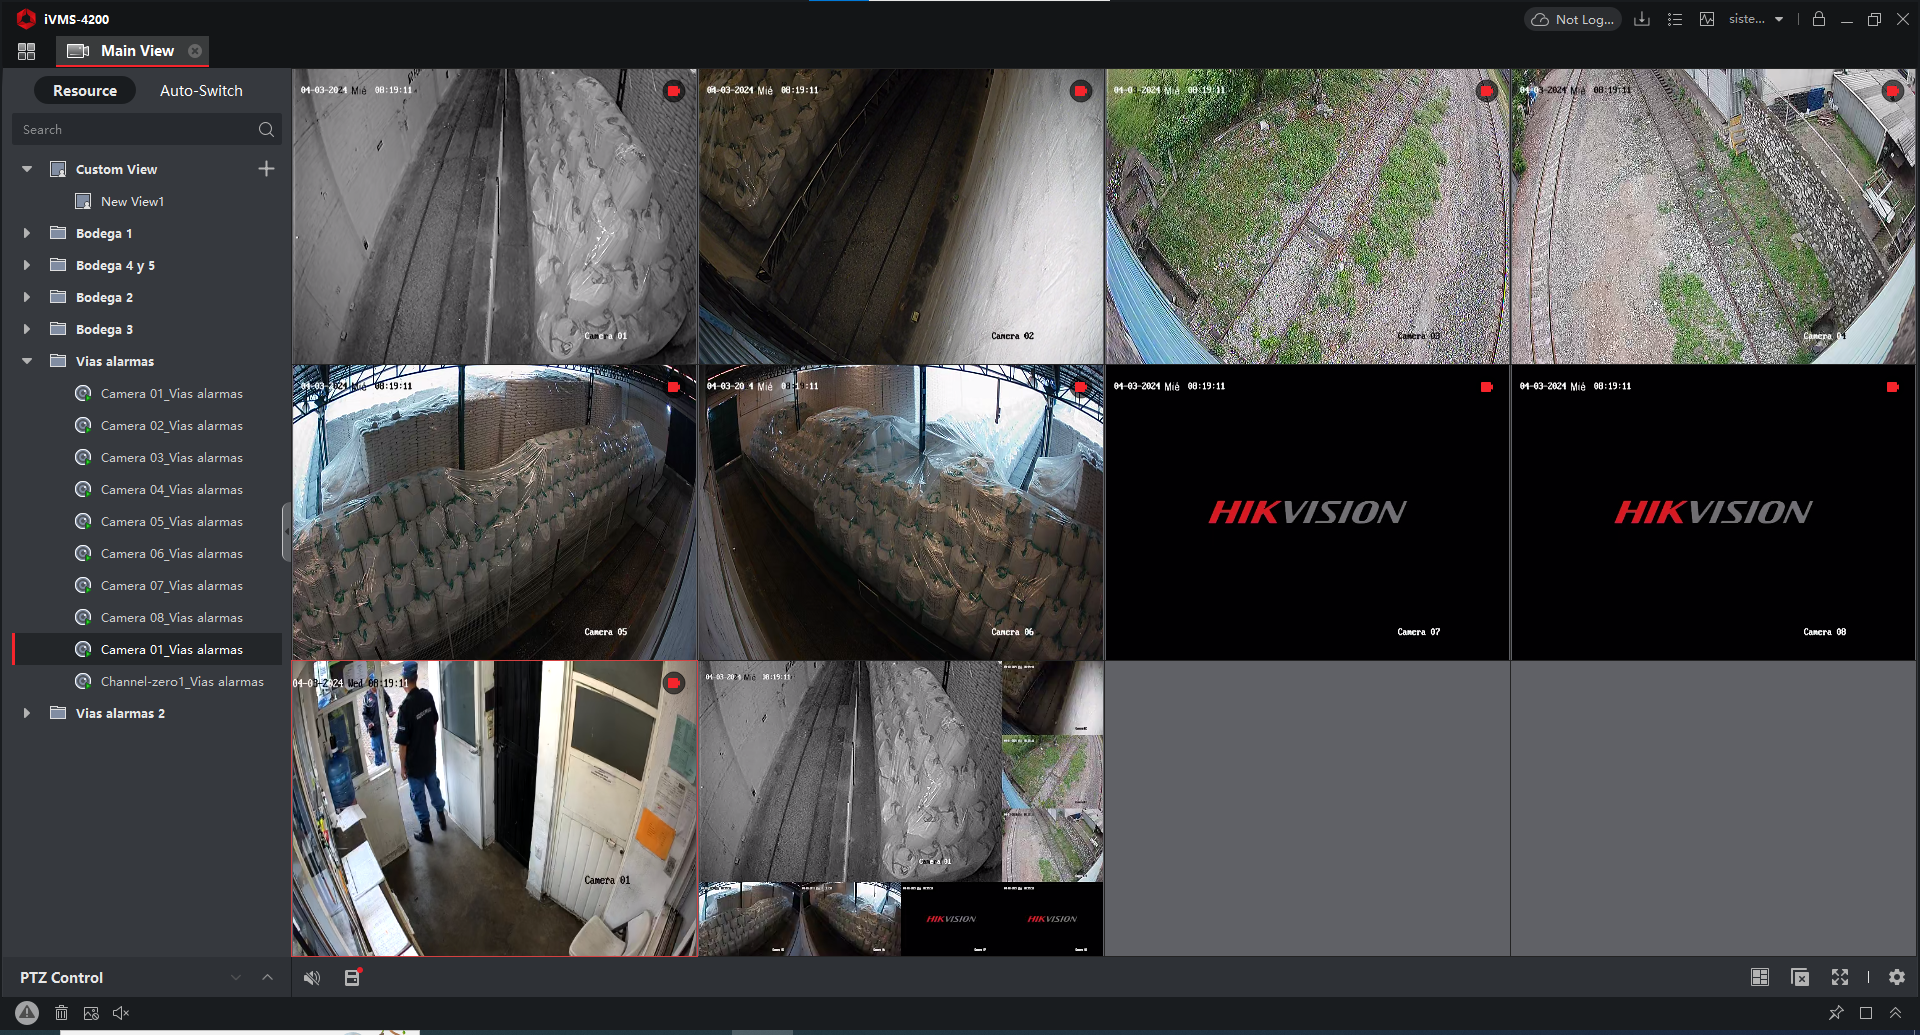 iVMS-4200
Not Log...
siste...
Main View
Resource
Auto-Switch
Search
Custom View
New View1
Bodega 1
Bodega 4 y 5
Bodega 2
Bodega 3
Vias alarmas
Camera 01_Vias alarmas
Camera 02_Vias alarmas
Camera 03_Vias alarmas
Camera 04_Vias alarmas
Camera 05_Vias alarmas
Camera 06_Vias alarmas
Camera 07_Vias alarmas
Camera 08_Vias alarmas
Camera 01_Vias alarmas
Channel-zero1_Vias alarmas
Vias alarmas 2
PTZ Control
04-03-2024 Mié 08:19:11
Camera 01
04-03-2024 Mié 08:19:11
Camera 02
04-03-2024 Mié 08:19:11
Camera 03
04-03-2024 Mié 08:19:11
Camera 04
04-03-2024 Mié 08:19:11
Camera 05
04-03-2024 Mié 08:19:11
Camera 06
04-03-2024 Mié 08:19:11
HIKVISION
Camera 07
04-03-2024 Mié 08:19:11
HIKVISION
Camera 08
04-03-2024 Wed 08:19:11
Camera 01
04-03-2024 Mié 08:19:11
Camera 01
HIKVISION
HIKVISION